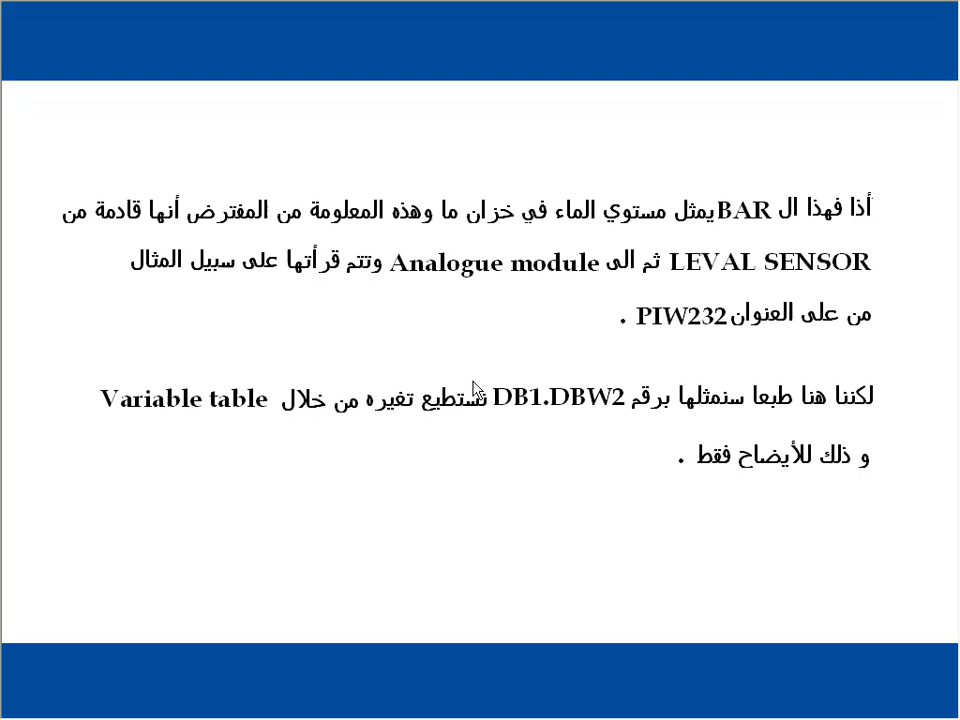 أذا فهذا ال BAR يمثل مستوي الماء في خزان ما وهذه المعلومة من المفترض أنها قادمة من
LEVAL SENSOR ثم الى Analogue module وتتم قرأتها على سبيل المثال
من على العنوان PIW232 .
لكننا هنا طبعا سنمثلها برقم DB1.DBW2 نستطيع تغيره من خلال Variable table
و ذلك للأيضاح فقط .